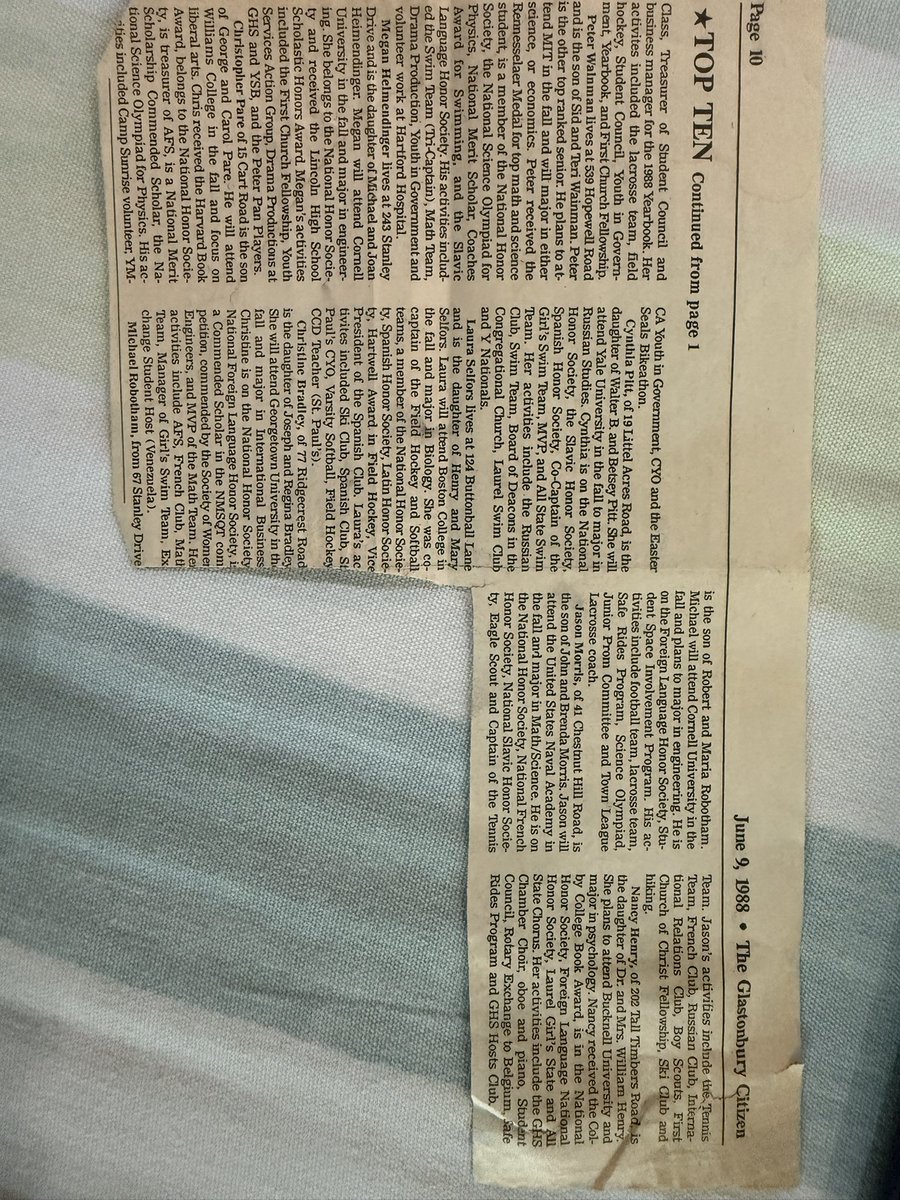 Page 10
June 9, 1988 • The Glastonbury Citizen
★TOP TEN Continued from page 1
Class, Treasurer of Student Council and
business manager for the 1988 Yearbook. Her
activites included the lacrosse team, field
hockey, Student Council, Youth in Govern-
ment, Yearbook, and First Church Fellowship.
Peter Wainman lives at 539 Hopewell Road
and is the son of Sid and Terri Wainman. Peter
is the other top ranked senior. He plans to at-
tend MIT in the fall and will major in either
science, or economics. Peter received the
Rennesselaer Medal for top math and science
student, is a member of the National Honor
Society, the National Science Olympiad for
Physics, National Merit Scholar, Coaches
Award for Swimming, and the Slavic
Language Honor Society. His activities includ-
ed the Swim Team (Tri-Captain), Math Team,
Drama Production, Youth in Government and
volunteer work at Hartford Hospital.
Megan Heimendinger lives at 243 Stanley
Drive and is the daughter of Michael and Joan
Heimendinger. Megan will attend Cornell
University in the fall and major in engineer-
ing. She belongs to the National Honor Socie-
ty and received the Lincoln High School
Scholastic Honors Award. Megan's activities
included the First Church Fellowship, Youth
Services Action Group, Drama Productions at
GHS and YSB, and the Peter Pan Players.
Christopher Pare of 15 Cart Road is the son
of George and Carol Pare. He will attend
Williams College in the fall and focus on
liberal arts. Chris received the Harvard Book
Award, belongs to the National Honor Socie-
ty, is treasurer of AFS, is a National Merit
Scholarship Commended Scholar, the Na-
tional Science Olympiad for Physics. His ac-
ities included Camp Sunrise volunteer, YM-
CA Youth in Government, CYO and the Easter
Seals Bikeathon.
Cynthia Pitt, of 19 Littel Acres Road, is the
daughter of Walter B. and Betsey Pitt. She will
attend Yale University in the fall to major in
Russian Studies. Cynthia is on the National
Honor Society, the Slavic Honor Society,
Spanish Honor Society, Co-Captain of the
Girl's Swim Team, MVP, and All State Swim
Team. Her activities include the Russian
Club, Swim Team, Board of Deacons in the
Congregational Church, Laurel Swim Club
and Y Nationals.
Laura Selfors lives at 124 Buttonball Lane
and is the daughter of Henry and Mary
Selfors. Laura will attend Boston College in
the fall and major in Biology. She was co-
captain of the Field Hockey and Softball
teams, a member of the National Honor Socie-
ty, Spanish Honor Society, Latin Honor Socie-
ty, Hartwell Award in Field Hockey, Vice
President of the Spanish Club. Laura's ac
tivites included Ski Club, Spanish Club, St
Paul's CYO, Varsity Softball, Field Hockey
CCD Teacher (St. Paul's).
Christine Bradley, of 77 Ridgecrest Road
is the daughter of Joseph and Regina Bradley
She will attend Georgetown University in th
fall and major in International Business
Christine is on the National Honor Society
National Foreign Language Honor Society, i
a Commended Scholar in the NMSQT com
petition, commended by the Society of Women
Engineers, and MVP of the Math Team. He
activities include AFS, French Club, Mat
Team, Manager of Girl's Swim Team, Ex
change Student Host (Venezuela).
Michael Robotham, from 67 Stanley Drive
is the son of Robert and Maria Robotham.
Michael will attend Cornell University in the
fall and plans to major in engineering. He is
on the Foreign Language Honor Society, Stu-
dent Space Involvement Program. His ac-
tivities include football team, lacrosse team,
Safe Rides Program, Science Olympiad,
Junior Prom Committee and Town League
Lacrosse coach.
Jason Morris, of 41 Chestnut Hill Road, is
the son of John and Brenda Morris. Jason will
attend the United States Naval Academy in
the fall and major in Math/Science. He is on
the National Honor Society, National French
Honor Society, National Slavic Honor Socie-
ty, Eagle Scout and Captain of the Tennis
Team. Jason's activities include the Tennis
Team, French Club, Russian Club, Interna-
tional Relations Club, Boy Scouts, First
Church of Christ Fellowship, Ski Club and
hiking.
Nancy Henry, of 202 Tall Timbers Road, is
the daughter of Dr. and Mrs. William Henry.
She plans to attend Bucknell University and
major in psychology. Nancy received the Col-
by College Book Award, is in the National
Honor Society, Foreign Language National
Honor Society, Laurel Girl's State and All
State Chorus. Her activities include the GHS
Chamber Choir, oboe and piano, Student
Council, Rotary Exchange to Belgium, Safe
Rides Program and GHS Hosts Club.